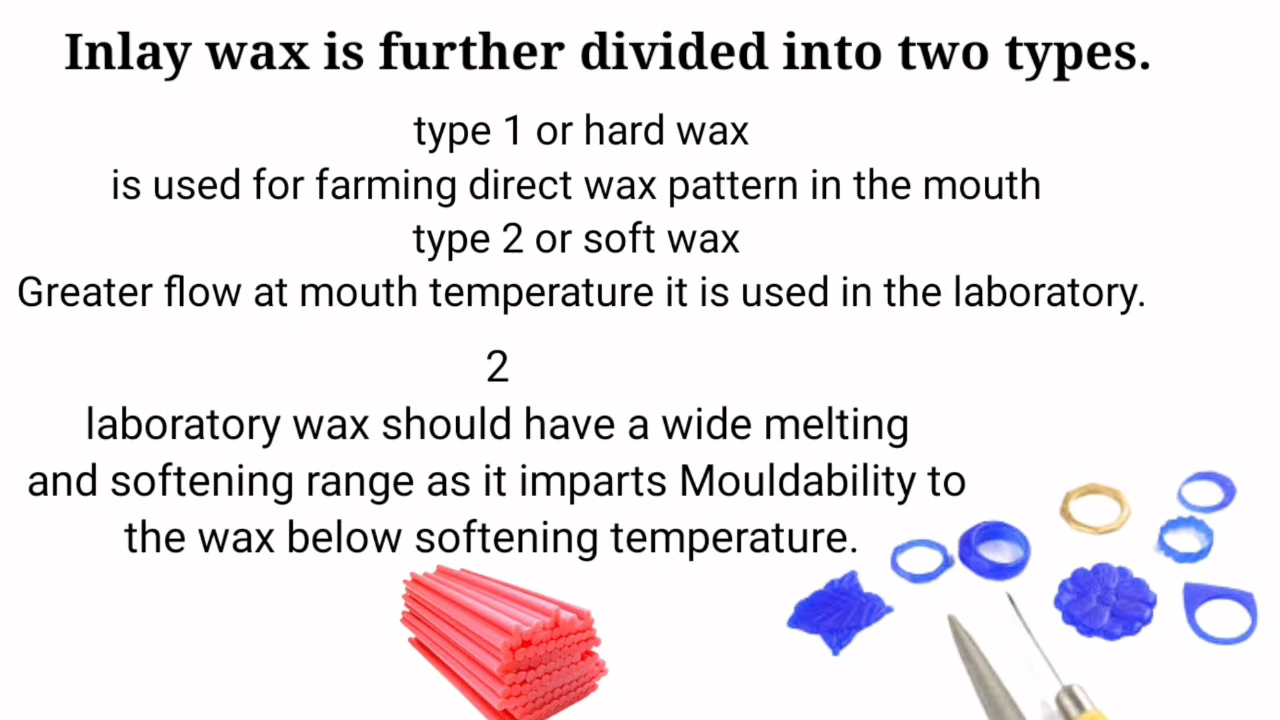 Inlay wax is further divided into two types.
type 1 or hard wax
is used for farming direct wax pattern in the mouth
type 2 or soft wax
Greater flow at mouth temperature it is used in the laboratory.
2
laboratory wax should have a wide melting
and softening range as it imparts Mouldability to
the wax below softening temperature.